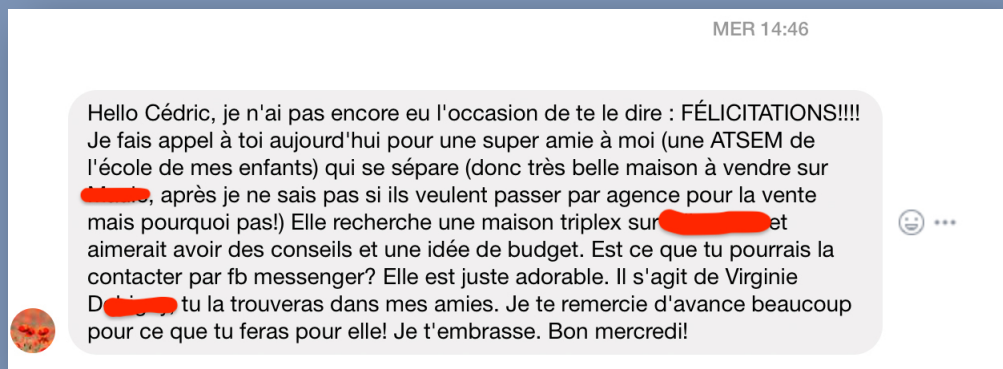 MER 14:46
Hello Cédric, je n'ai pas encore eu l'occasion de te le dire : FÉLICITATIONS!!!!
Je fais appel à toi aujourd'hui pour une super amie à moi (une ATSEM de
l'école de mes enfants) qui se sépare (donc très belle maison à vendre sur
, après je ne sais pas si ils veulent passer par agence pour la vente
mais pourquoi pas!) Elle recherche une maison triplex sur et
aimerait avoir des conseils et une idée de budget. Est ce que tu pourrais la
contacter par fb messenger? Elle est juste adorable. Il s'agit de Virginie
tu la trouveras dans mes amies. Je te remercie d'avance beaucoup
pour ce que tu feras pour elle! Je t'embrasse. Bon mercredi!